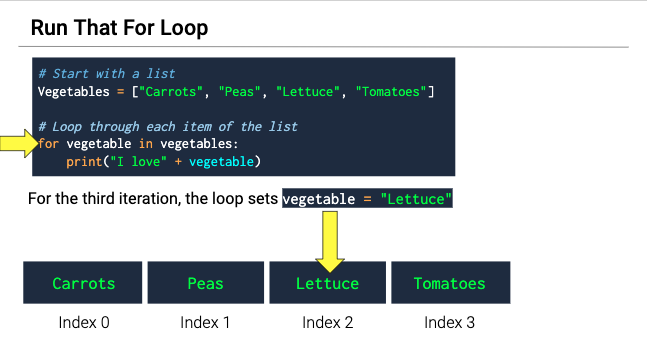 Run That For Loop
# Start with a list
Vegetables = ["Carrots", "Peas", "Lettuce", "Tomatoes"]
# Loop through each item of the list
for vegetable in vegetables:
print("I love" + vegetable)
For the third iteration, the loop sets vegetable = "Lettuce"
Carrots Peas Lettuce Tomatoes
Index 0 Index 1 Index 2 Index 3